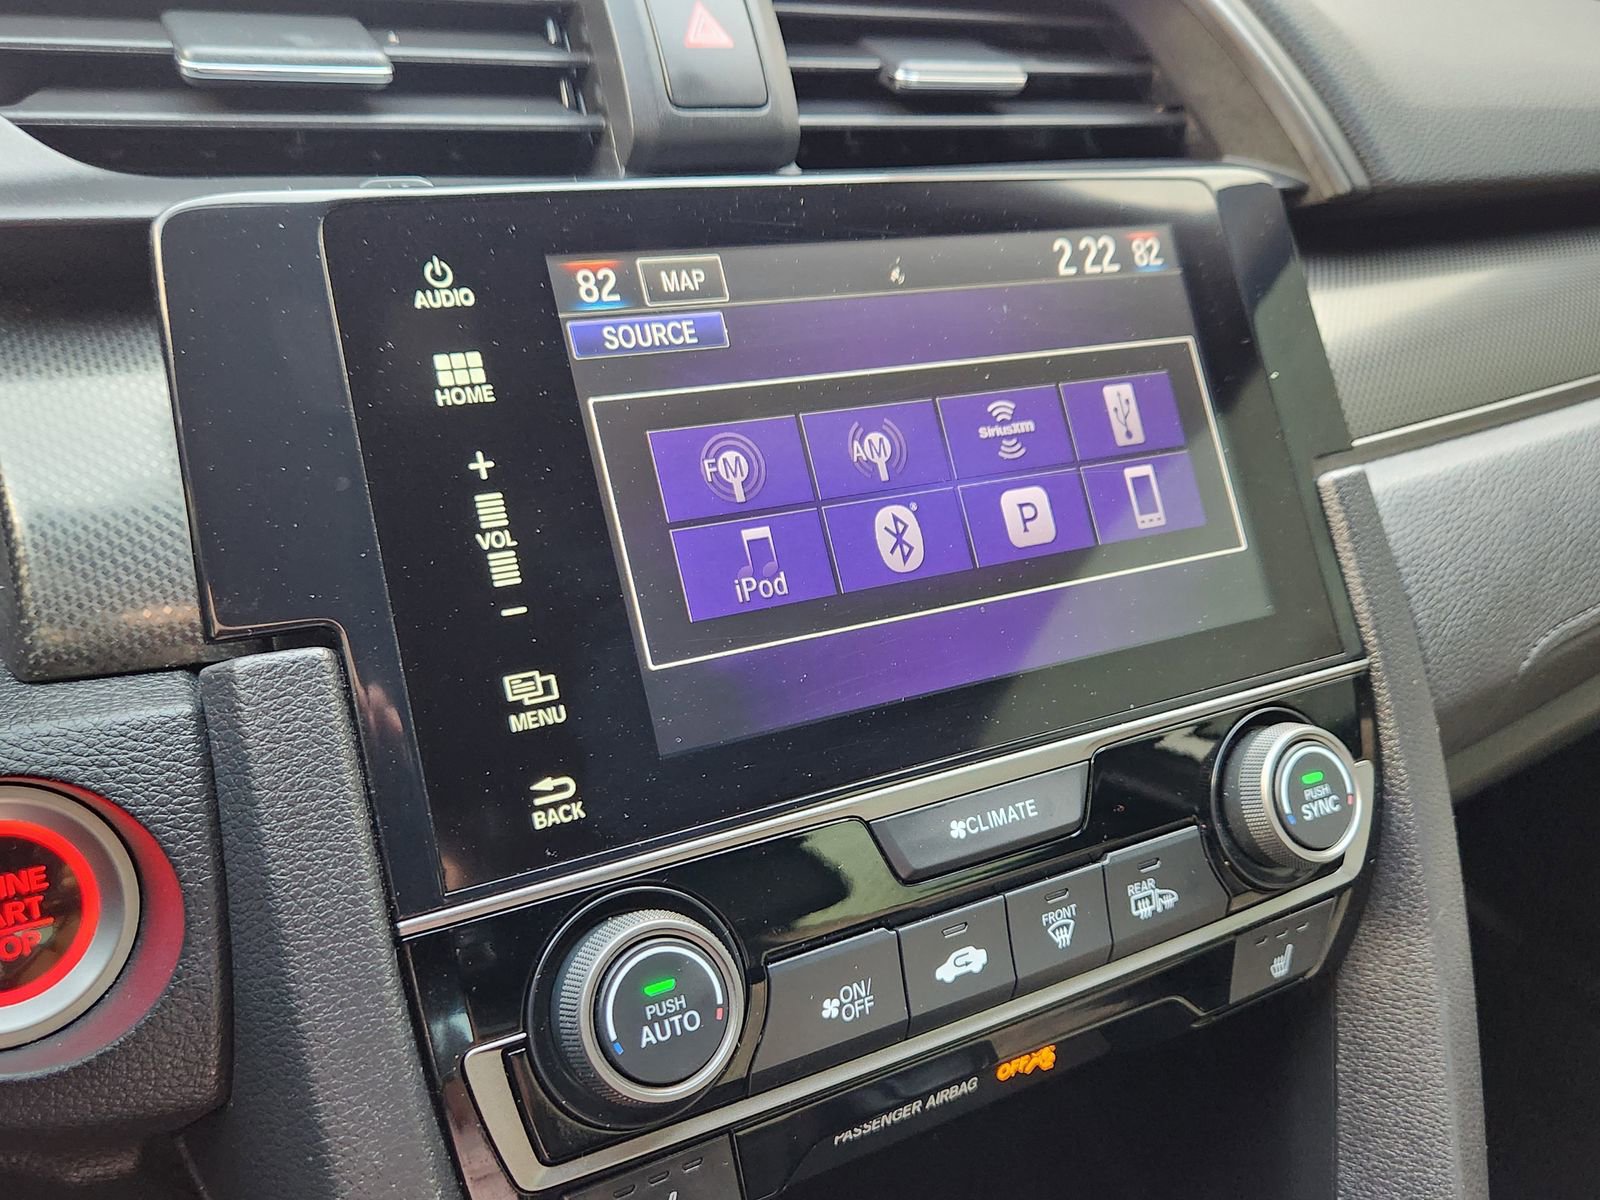 AUDIO
HOME
+
VOL
-
MENU
BACK
82 MAP 2 22 82
SOURCE
FM AM SiriusXM
iPod P
CLIMATE
PUSH
SYNC
REAR
FRONT
ON/
OFF
PUSH
AUTO
PASSENGER AIRBAG OFF